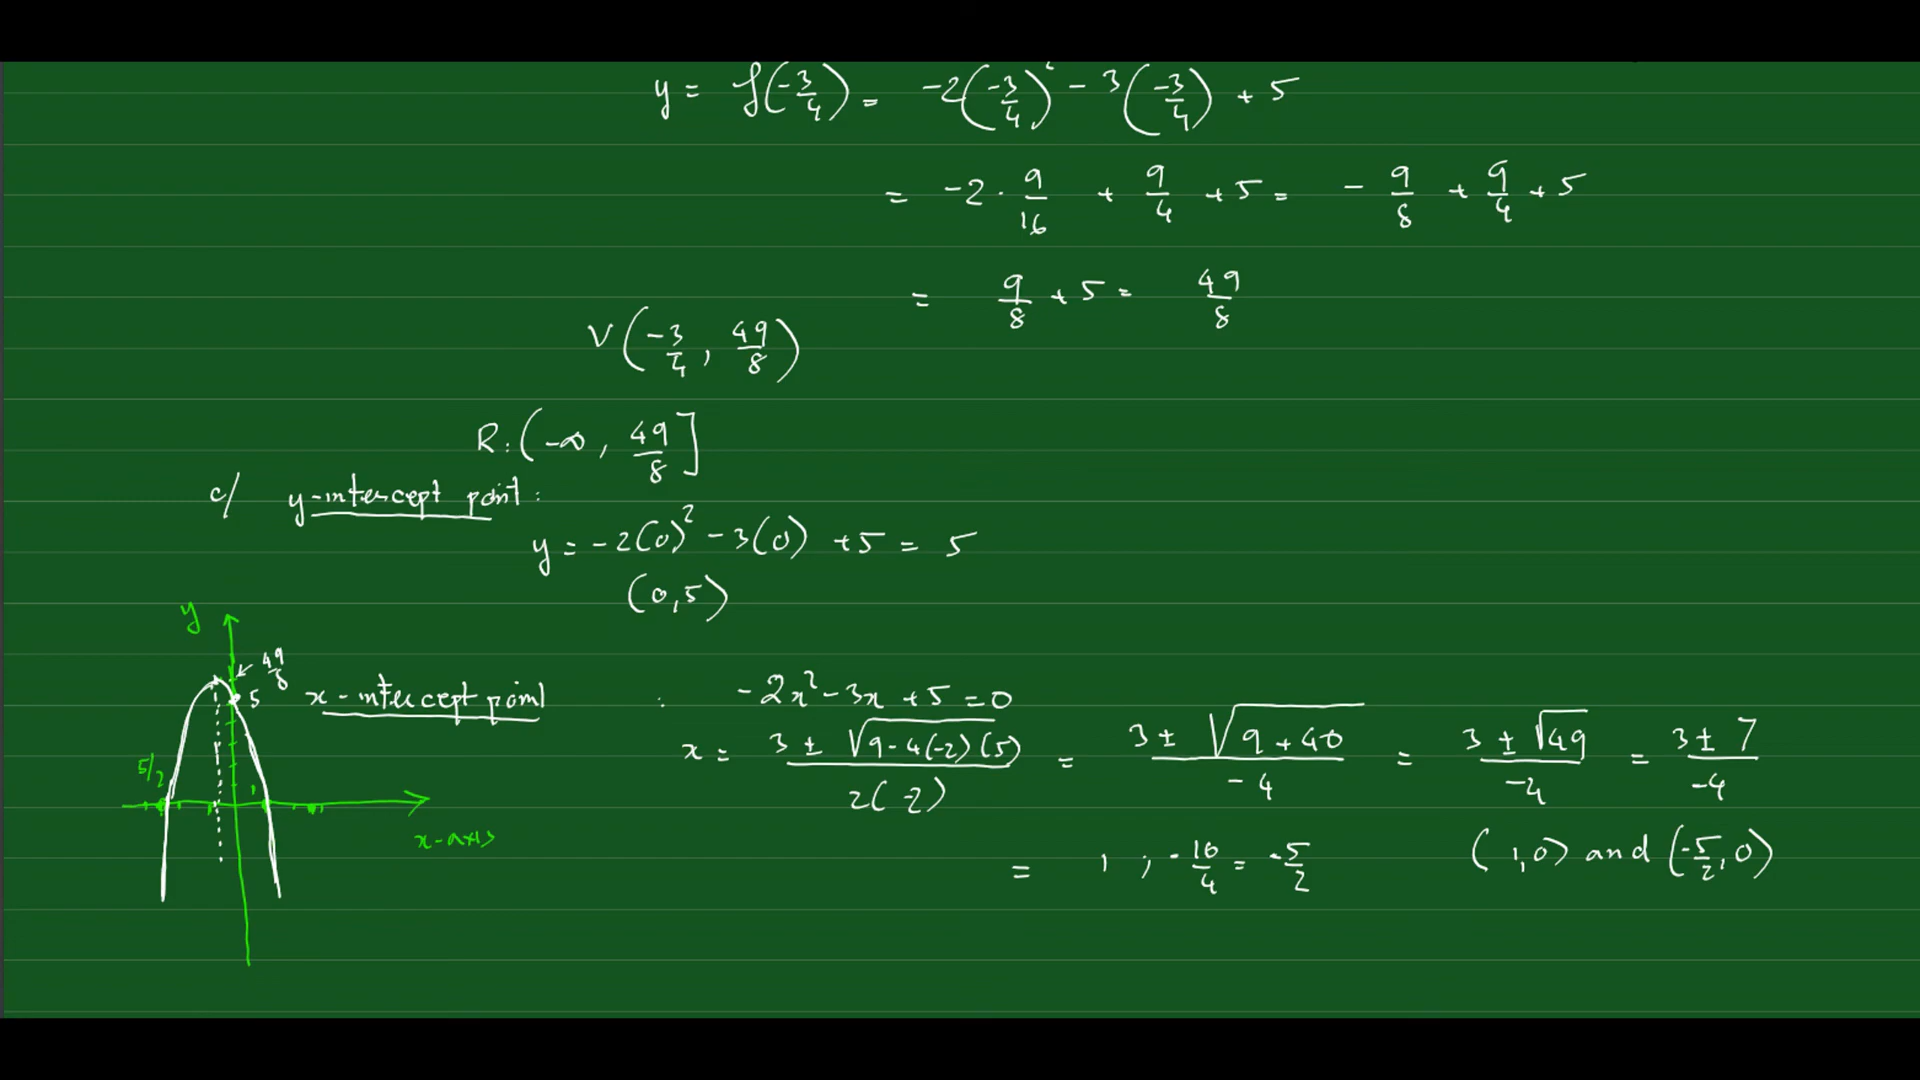 y = f(-3/4) = -2(-3/4)² - 3(-3/4) + 5
= -2 · 9/16 + 9/4 + 5 = - 9/8 + 9/4 + 5
= 9/8 + 5 = 49/8
V(-3/4, 49/8)
R: (-∞, 49/8]
c/ y-intercept point:
y = -2(0)² - 3(0) + 5 = 5
(0,5)
y
49/8
5
5/2
1
x-axis
x-intercept point : -2x² - 3x + 5 = 0
x = 3 ± √(9-4(-2)(5)) / 2(-2) = 3 ± √(9+40) / -4 = 3 ± √49 / -4 = 3 ± 7 / -4
= 1 ; -10/4 = -5/2 (1,0) and (-5/2, 0)